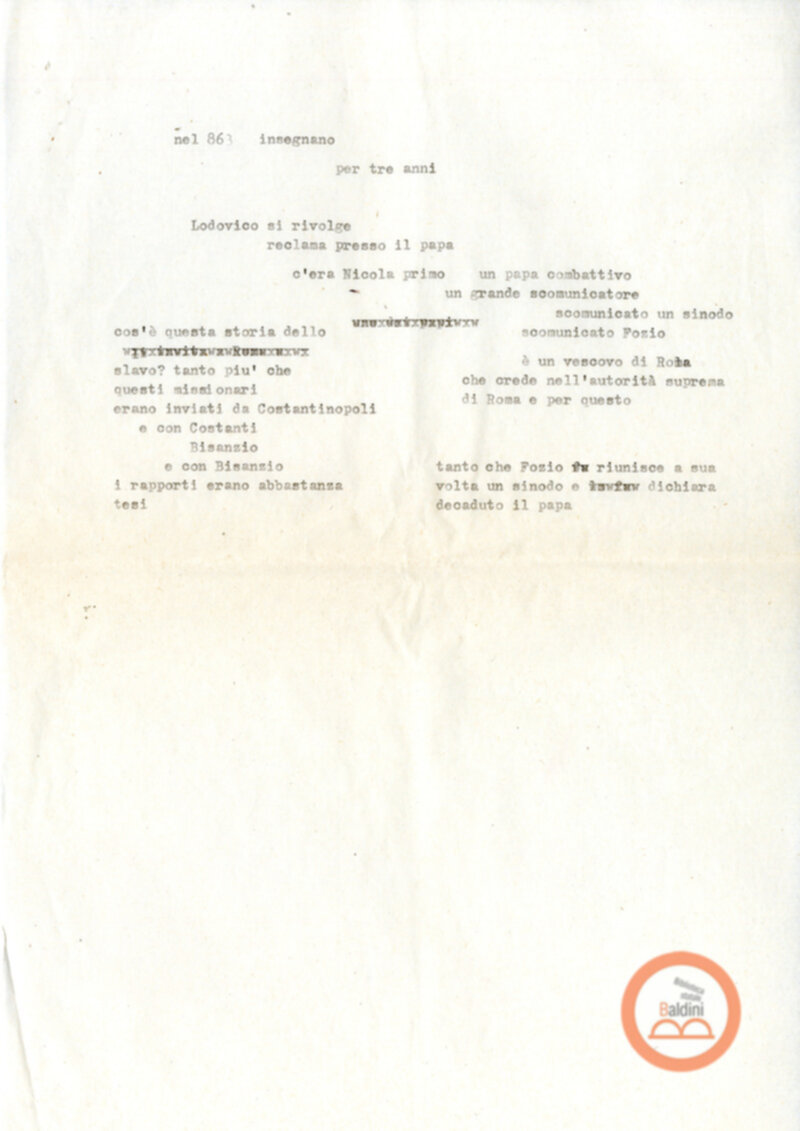 nel 863 insegnano
per tre anni
Lodovico si rivolge
reclama presso il papa
c'era Nicola primo un papa combattivo
un grande scomunicatore
scomunicato un sinodo
scomunicato Fozio
è un vescovo di Roma
che crede nell'autorità suprema
di Roma e per questo
cos'è questa storia dello
slavo? tanto piu' che
questi missionari
erano inviati da Costantinopoli
e con Costanti
Bisanzio
e con Bisanzio
i rapporti erano abbastanza
tesi
tanto che Fozio riunisce a sua
volta un sinodo e dichiara
decaduto il papa
Biblioteca
statale
Baldini